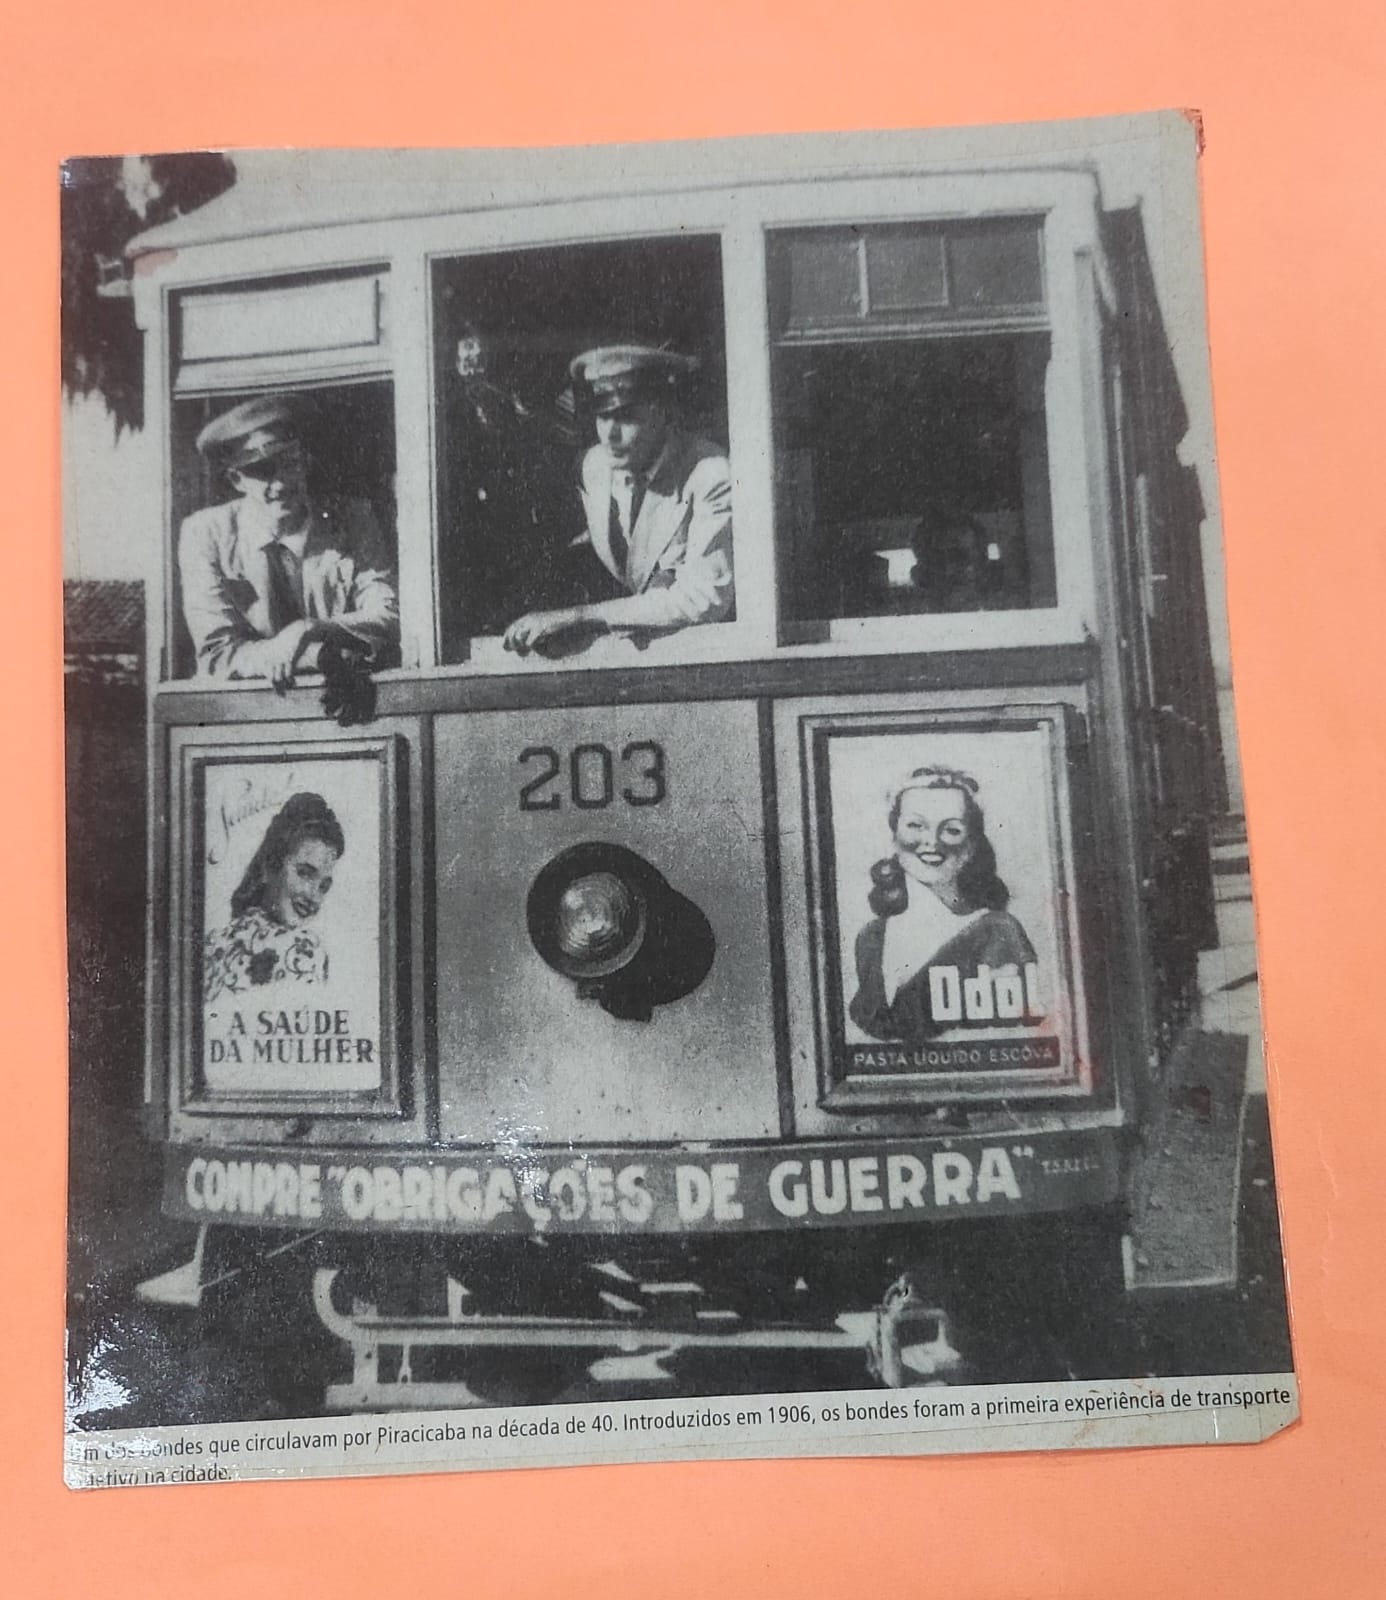 203
A SAÚDE
DA MULHER
Odol
PASTA LIQUIDO ESCOVA
COMPRE "OBRIGAÇÕES DE GUERRA"
bondes que circulavam por Piracicaba na década de 40. Introduzidos em 1906, os bondes foram a primeira experiência de transporte
na cidade.